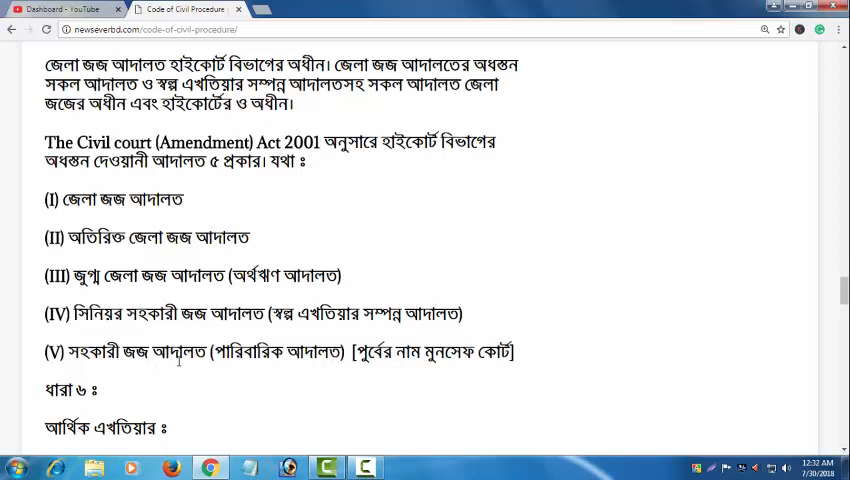 Dashboard - YouTube
Code of Civil Procedure
newseverbd.com/code-of-civil-procedure/
জেলা জজ আদালত হাইকোর্ট বিভাগের অধীন। জেলা জজ আদালতের অধস্তন
সকল আদালত ও স্বল্প এখতিয়ার সম্পন্ন আদালতসহ সকল আদালত জেলা
জজের অধীন এবং হাইকোর্টের ও অধীন।
The Civil court (Amendment) Act 2001 অনুসারে হাইকোর্ট বিভাগের
অধস্তন দেওয়ানী আদালত ৫ প্রকার। যথা ঃ
(I) জেলা জজ আদালত
(II) অতিরিক্ত জেলা জজ আদালত
(III) জুগ্ম জেলা জজ আদালত (অর্থঋণ আদালত)
(IV) সিনিয়র সহকারী জজ আদালত (স্বল্প এখতিয়ার সম্পন্ন আদালত)
(V) সহকারী জজ আদালত (পারিবারিক আদালত) [পুর্বের নাম মুনসেফ কোর্ট]
ধারা ৬ ঃ
আর্থিক এখতিয়ার ঃ
12:32 AM
7/30/2018